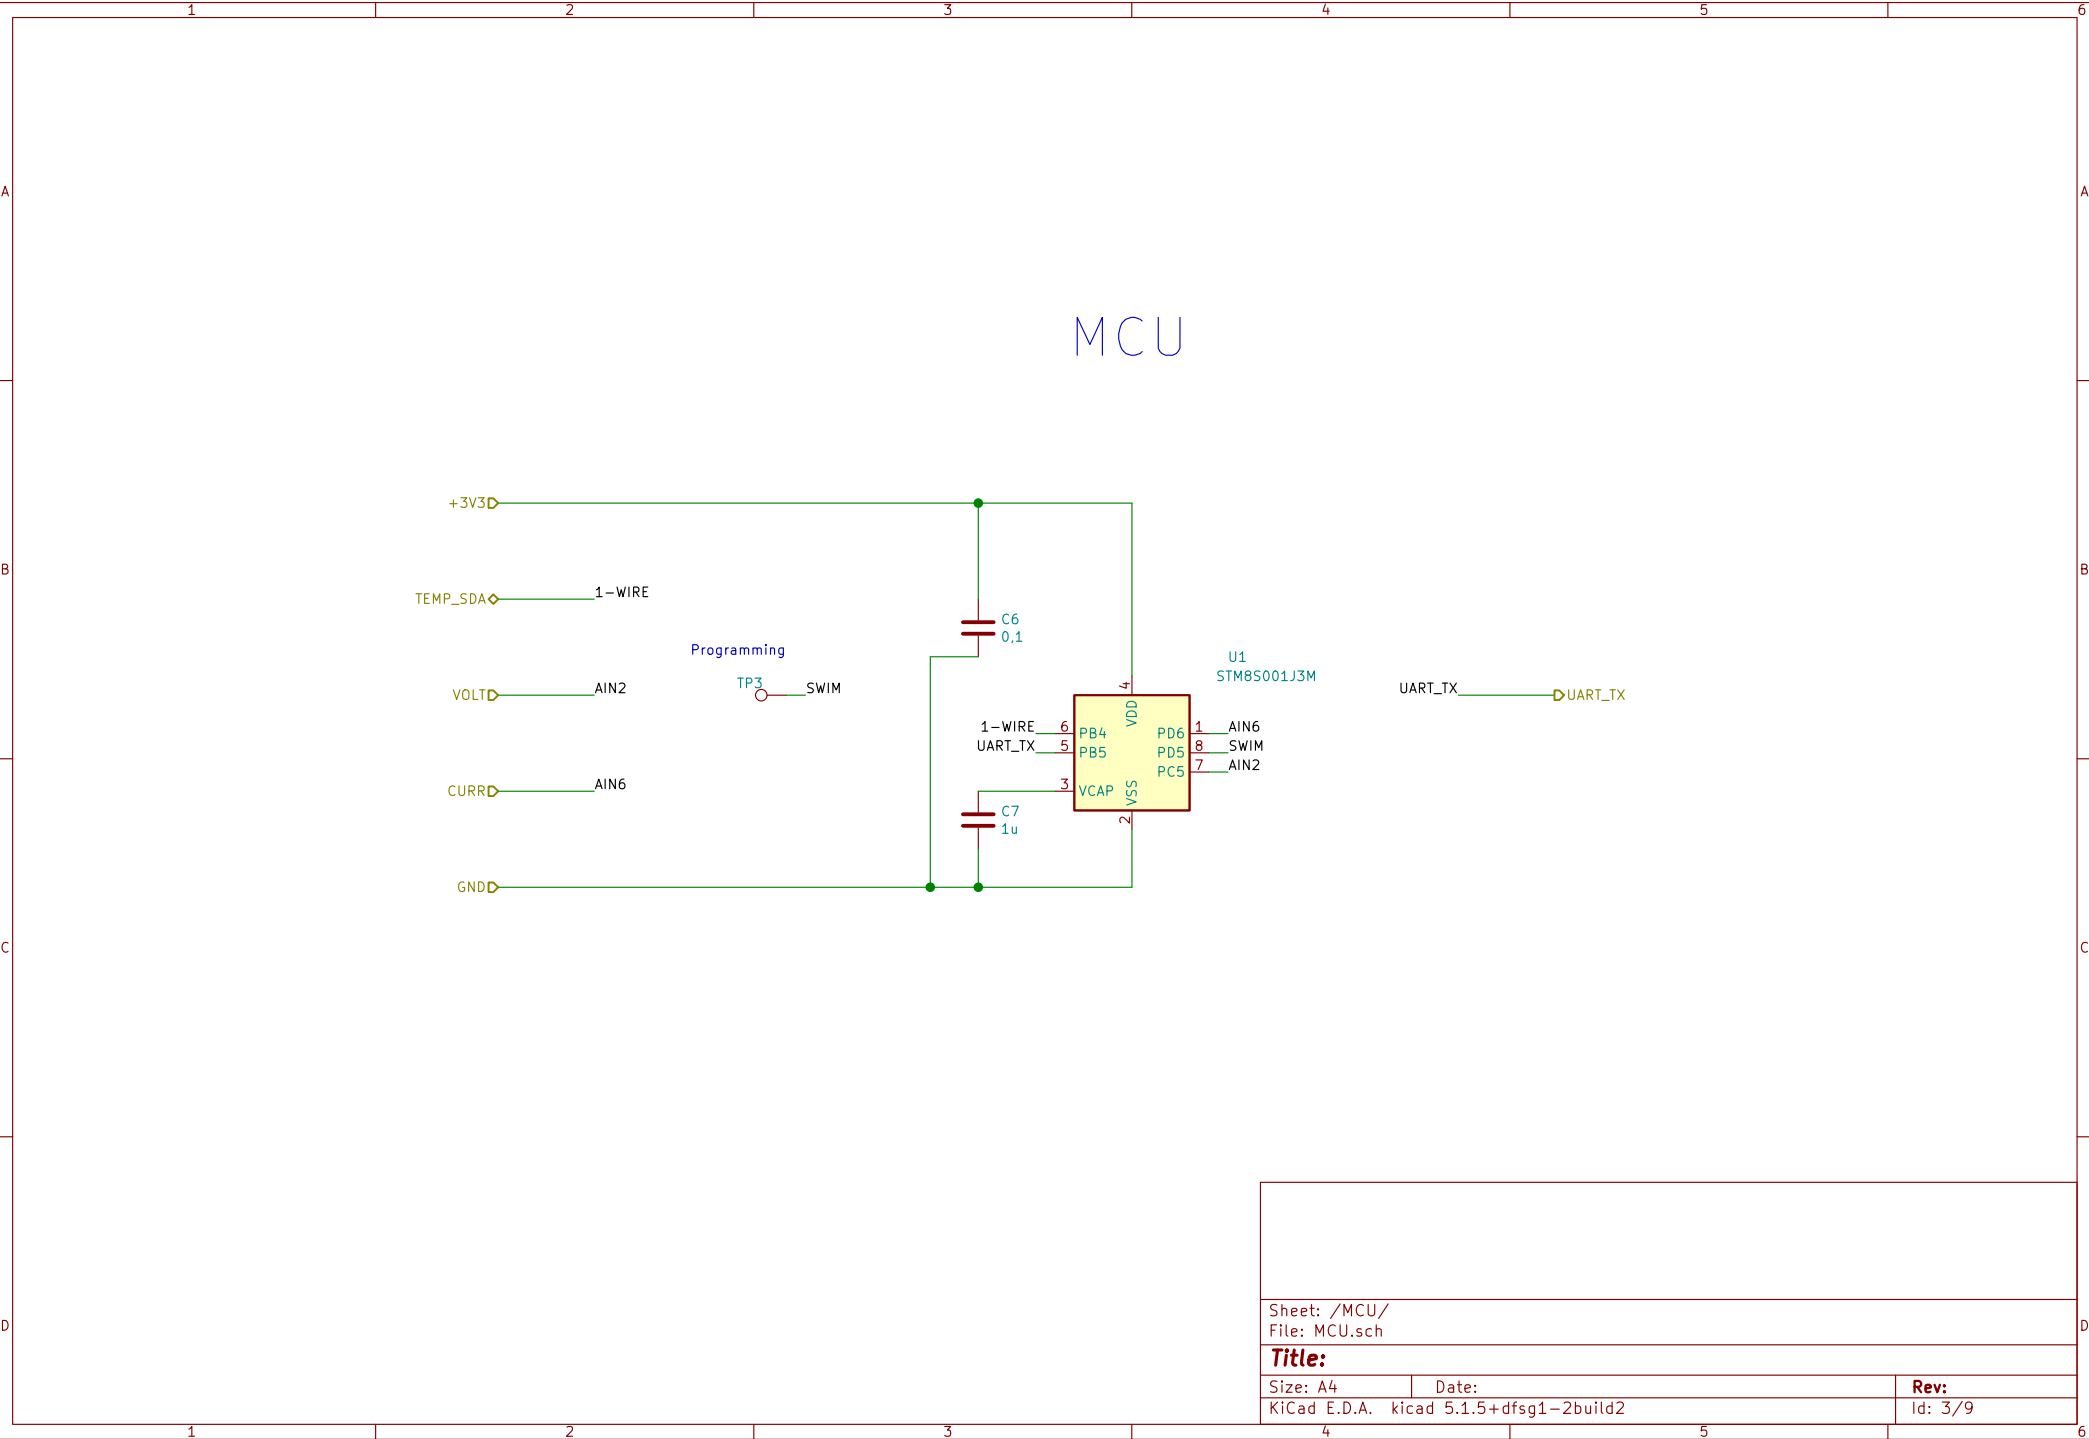 1 2 3 4 5 6
A A
MCU
+3V3
B B
TEMP_SDA 1-WIRE
C6
0,1
Programming
U1
STM8S001J3M
TP3
VOLT AIN2 SWIM UART_TX UART_TX
4
VDD
1-WIRE 6 PB4 PD6 1 AIN6
UART_TX 5 PB5 PD5 8 SWIM
PC5 7 AIN2
CURR AIN6 3 VCAP VSS
2
C7
1u
GND
C C
Sheet: /MCU/
File: MCU.sch
D D
Title:
Size: A4 Date: Rev:
KiCad E.D.A. kicad 5.1.5+dfsg1-2build2 Id: 3/9
1 2 3 4 5 6